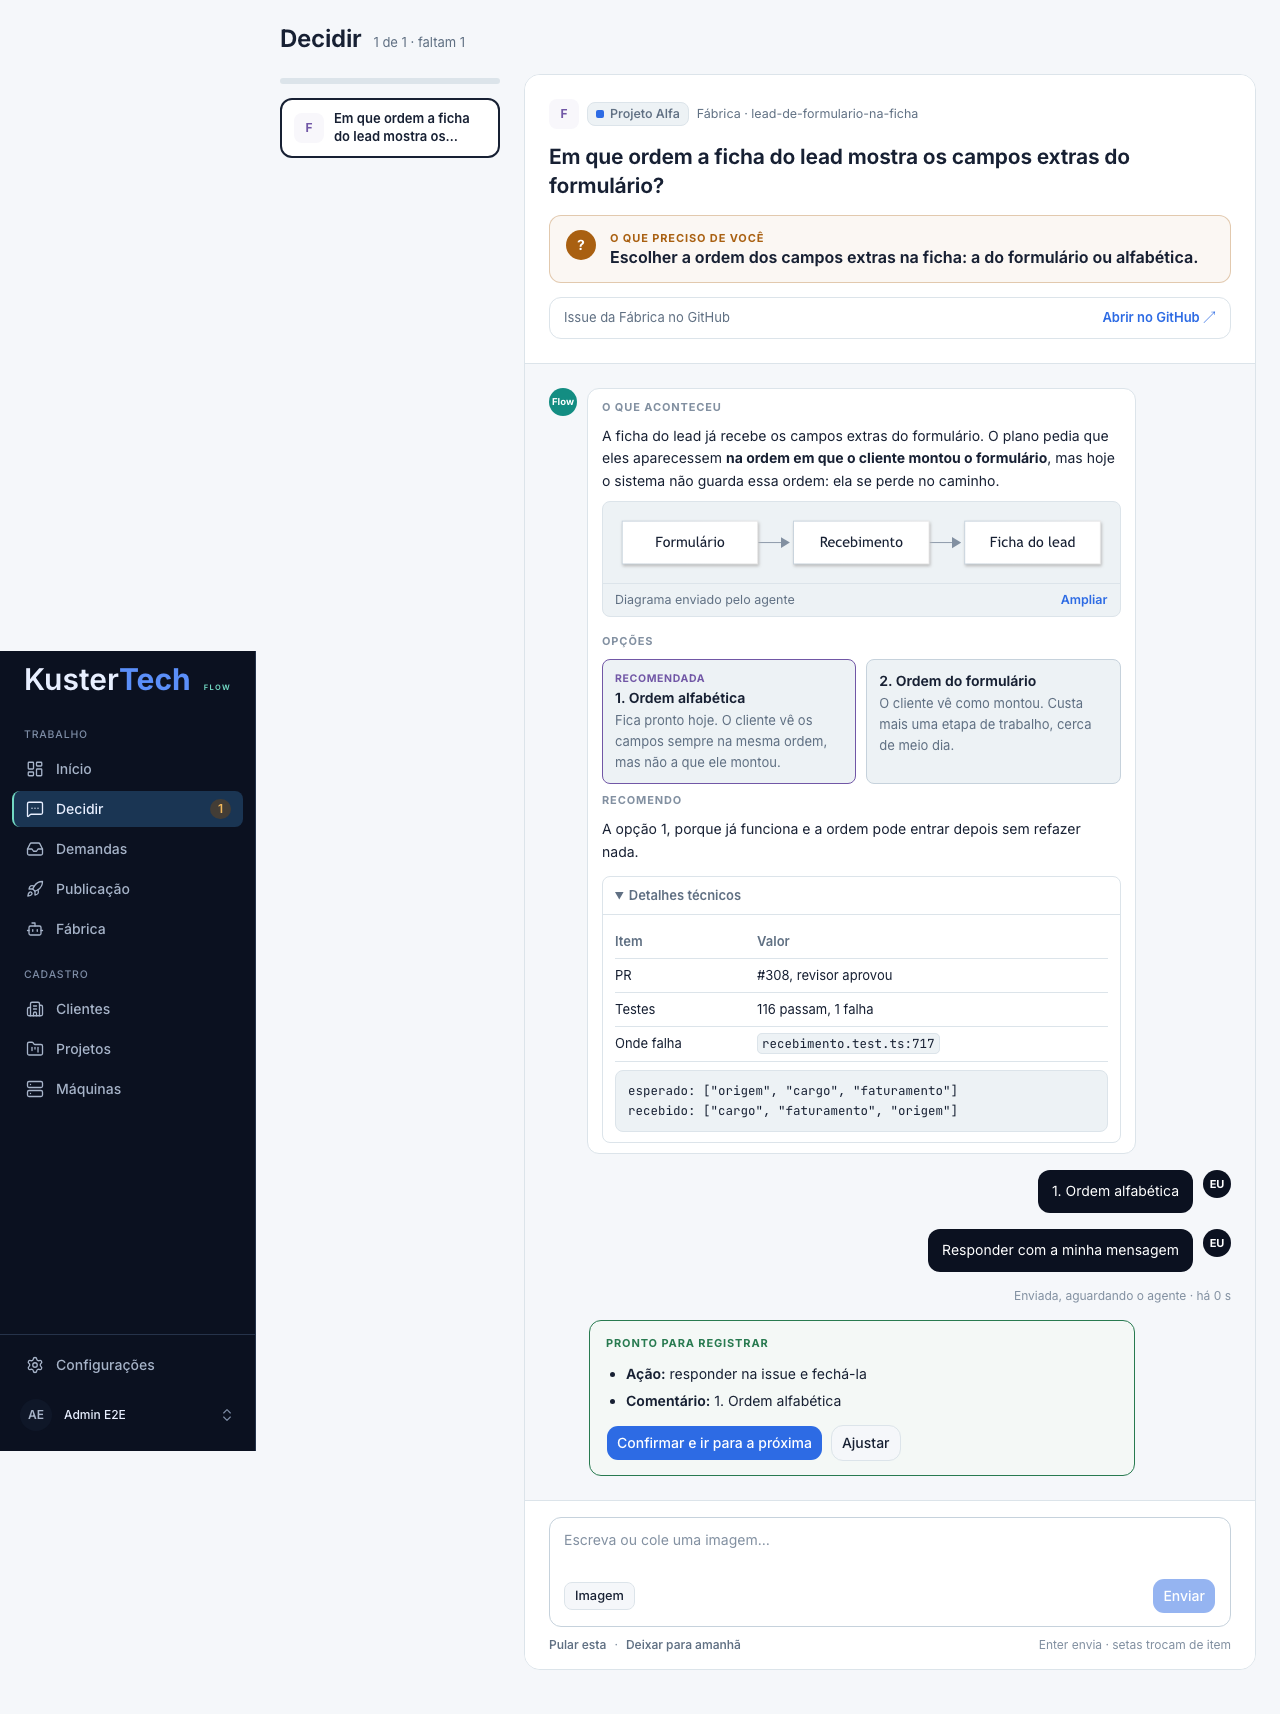 Decidir 1 de 1 · faltam 1
F
Em que ordem a ficha
do lead mostra os...
KusterTech FLOW
TRABALHO
Início
Decidir 1
Demandas
Publicação
Fábrica
CADASTRO
Clientes
Projetos
Máquinas
Configurações
AE Admin E2E
F Projeto Alfa Fábrica · lead-de-formulario-na-ficha
Em que ordem a ficha do lead mostra os campos extras do
formulário?
? O QUE PRECISO DE VOCÊ
Escolher a ordem dos campos extras na ficha: a do formulário ou alfabética.
Issue da Fábrica no GitHub Abrir no GitHub ↗
Flow O QUE ACONTECEU
A ficha do lead já recebe os campos extras do formulário. O plano pedia que
eles aparecessem na ordem em que o cliente montou o formulário, mas hoje
o sistema não guarda essa ordem: ela se perde no caminho.
Formulário Recebimento Ficha do lead
Diagrama enviado pelo agente Ampliar
OPÇÕES
RECOMENDADA
1. Ordem alfabética
Fica pronto hoje. O cliente vê os
campos sempre na mesma ordem,
mas não a que ele montou.
2. Ordem do formulário
O cliente vê como montou. Custa
mais uma etapa de trabalho, cerca
de meio dia.
RECOMENDO
A opção 1, porque já funciona e a ordem pode entrar depois sem refazer
nada.
▼ Detalhes técnicos
Item Valor
PR #308, revisor aprovou
Testes 116 passam, 1 falha
Onde falha recebimento.test.ts:717
esperado: ["origem", "cargo", "faturamento"]
recebido: ["cargo", "faturamento", "origem"]
1. Ordem alfabética EU
Responder com a minha mensagem EU
Enviada, aguardando o agente · há 0 s
PRONTO PARA REGISTRAR
• Ação: responder na issue e fechá-la
• Comentário: 1. Ordem alfabética
Confirmar e ir para a próxima Ajustar
Escreva ou cole uma imagem...
Imagem Enviar
Pular esta · Deixar para amanhã Enter envia · setas trocam de item